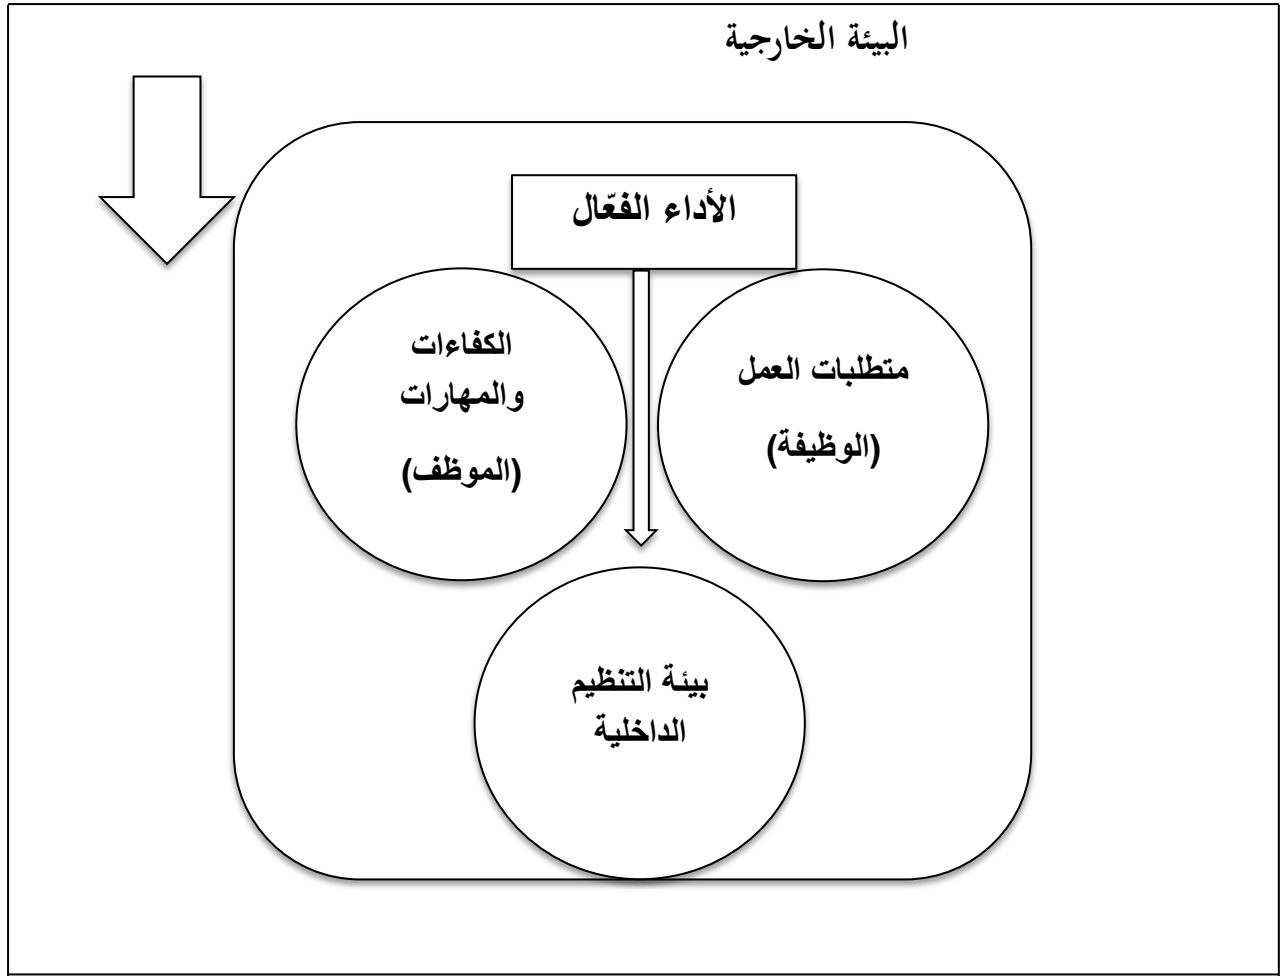 البيئة الخارجية
الأداء الفعّال
متطلبات العمل
(الوظيفة)
الكفاءات
والمهارات
(الموظف)
بيئة التنظيم
الداخلية